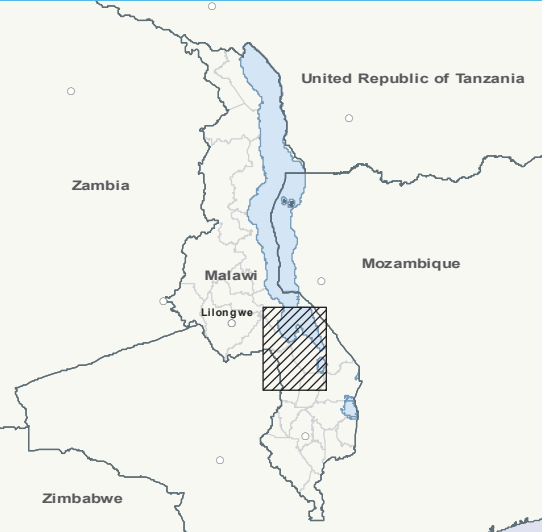 United Republic of Tanzania
Zambia
Mozambique
Malawi
Lilongwe
Zimbabwe